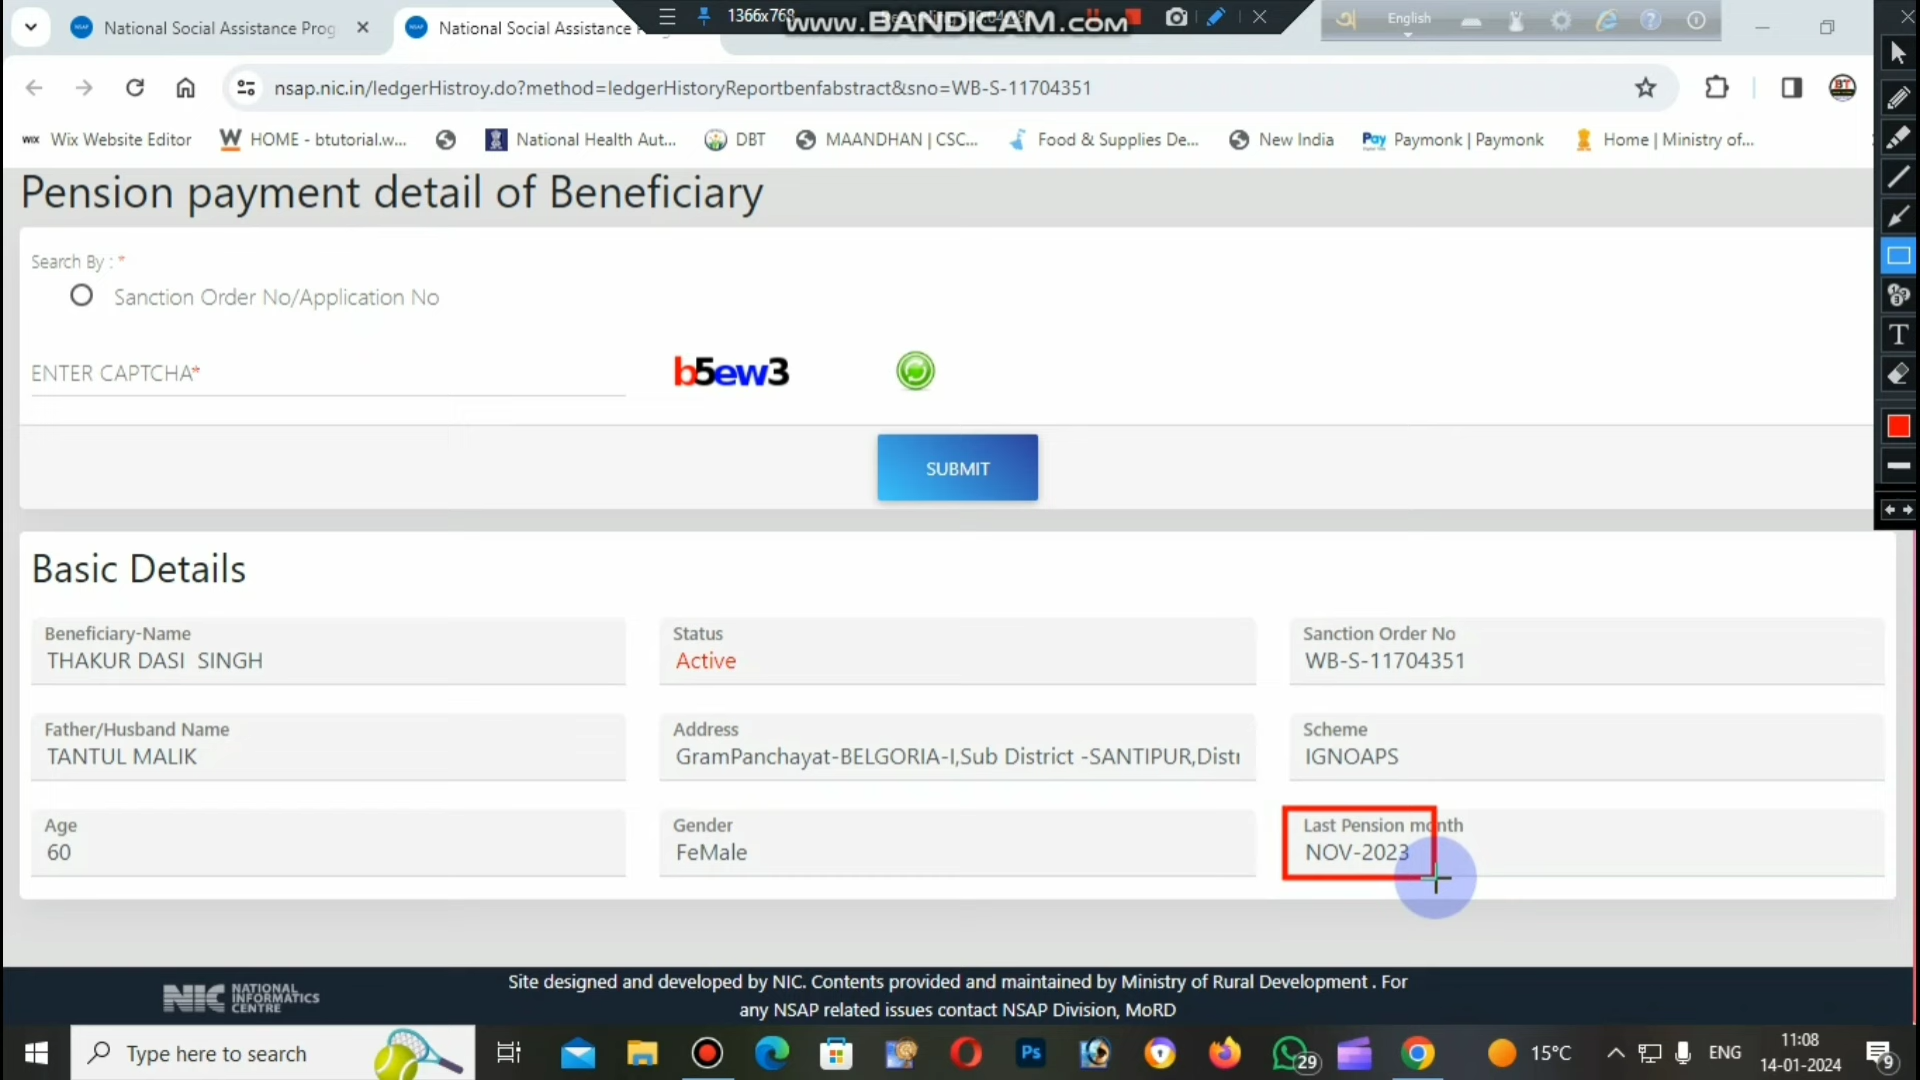 National Social Assistance Prog
National Social Assistance
1366x768
www.BANDICAM.com
English
nsap.nic.in/ledgerHistroy.do?method=ledgerHistoryReportbenfabstract&sno=WB-S-11704351
BT
WIX Wix Website Editor
W HOME - btutorial.w...
National Health Aut...
DBT
MAANDHAN | CSC...
Food & Supplies De...
New India
Pay Paymonk | Paymonk
Home | Ministry of...
Pension payment detail of Beneficiary
Search By : *
Sanction Order No/Application No
ENTER CAPTCHA*
b5ew3
SUBMIT
Basic Details
Beneficiary-Name
THAKUR DASI  SINGH
Status
Active
Sanction Order No
WB-S-11704351
Father/Husband Name
TANTUL MALIK
Address
GramPanchayat-BELGORIA-I,Sub District -SANTIPUR,Distr
Scheme
IGNOAPS
Age
60
Gender
FeMale
Last Pension month
NOV-2023
NIC NATIONAL
INFORMATICS
CENTRE
Site designed and developed by NIC. Contents provided and maintained by Ministry of Rural Development . For
any NSAP related issues contact NSAP Division, MoRD
Type here to search
Ps
29
15°C
ENG
11:08
14-01-2024
9